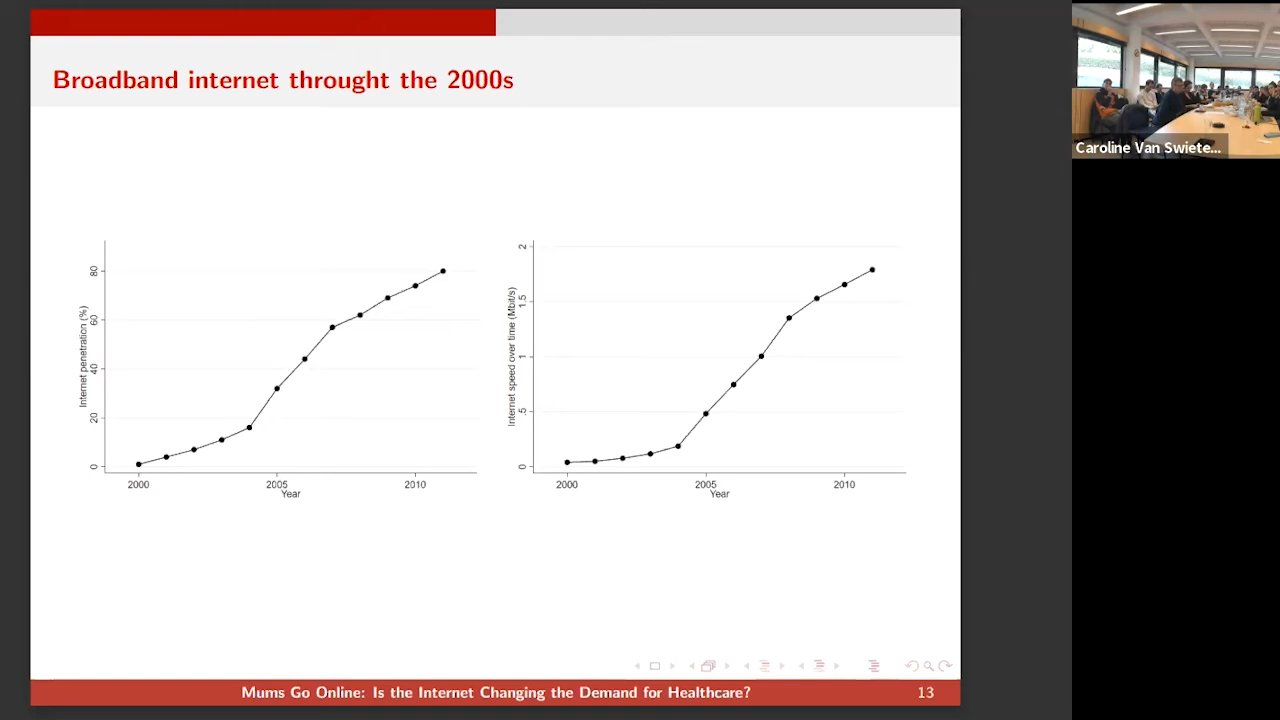 Broadband internet throught the 2000s
Internet penetration (%)
80
60
40
20
0
2000
2005
2010
Year
Internet speed over time (Mbit/s)
2
1.5
1
.5
0
2000
2005
2010
Year
Mums Go Online: Is the Internet Changing the Demand for Healthcare?
13
Caroline Van Swiete...